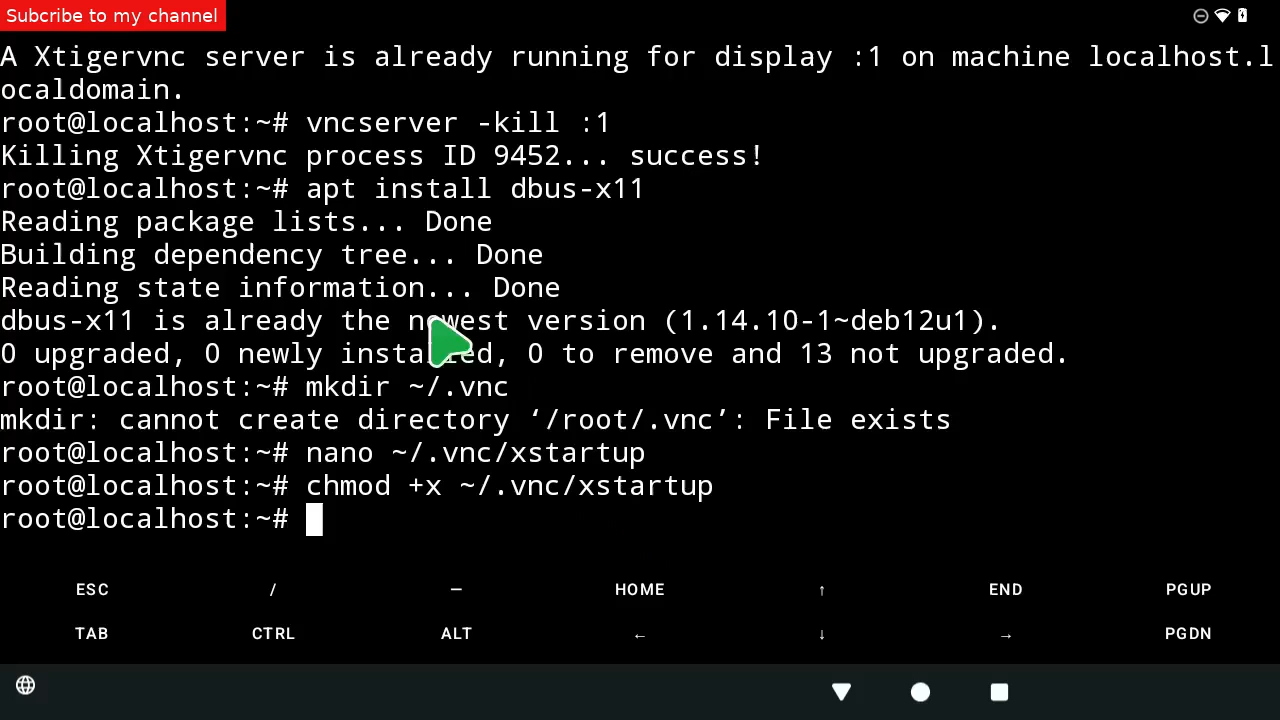 Subcribe to my channel
A Xtigervnc server is already running for display :1 on machine localhost.l
ocaldomain.
root@localhost:~# vncserver -kill :1
Killing Xtigervnc process ID 9452... success!
root@localhost:~# apt install dbus-x11
Reading package lists... Done
Building dependency tree... Done
Reading state information... Done
dbus-x11 is already the newest version (1.14.10-1~deb12u1).
0 upgraded, 0 newly installed, 0 to remove and 13 not upgraded.
root@localhost:~# mkdir ~/.vnc
mkdir: cannot create directory ‘/root/.vnc’: File exists
root@localhost:~# nano ~/.vnc/xstartup
root@localhost:~# chmod +x ~/.vnc/xstartup
root@localhost:~#
ESC / — HOME ↑ END PGUP
TAB CTRL ALT ← ↓ → PGDN